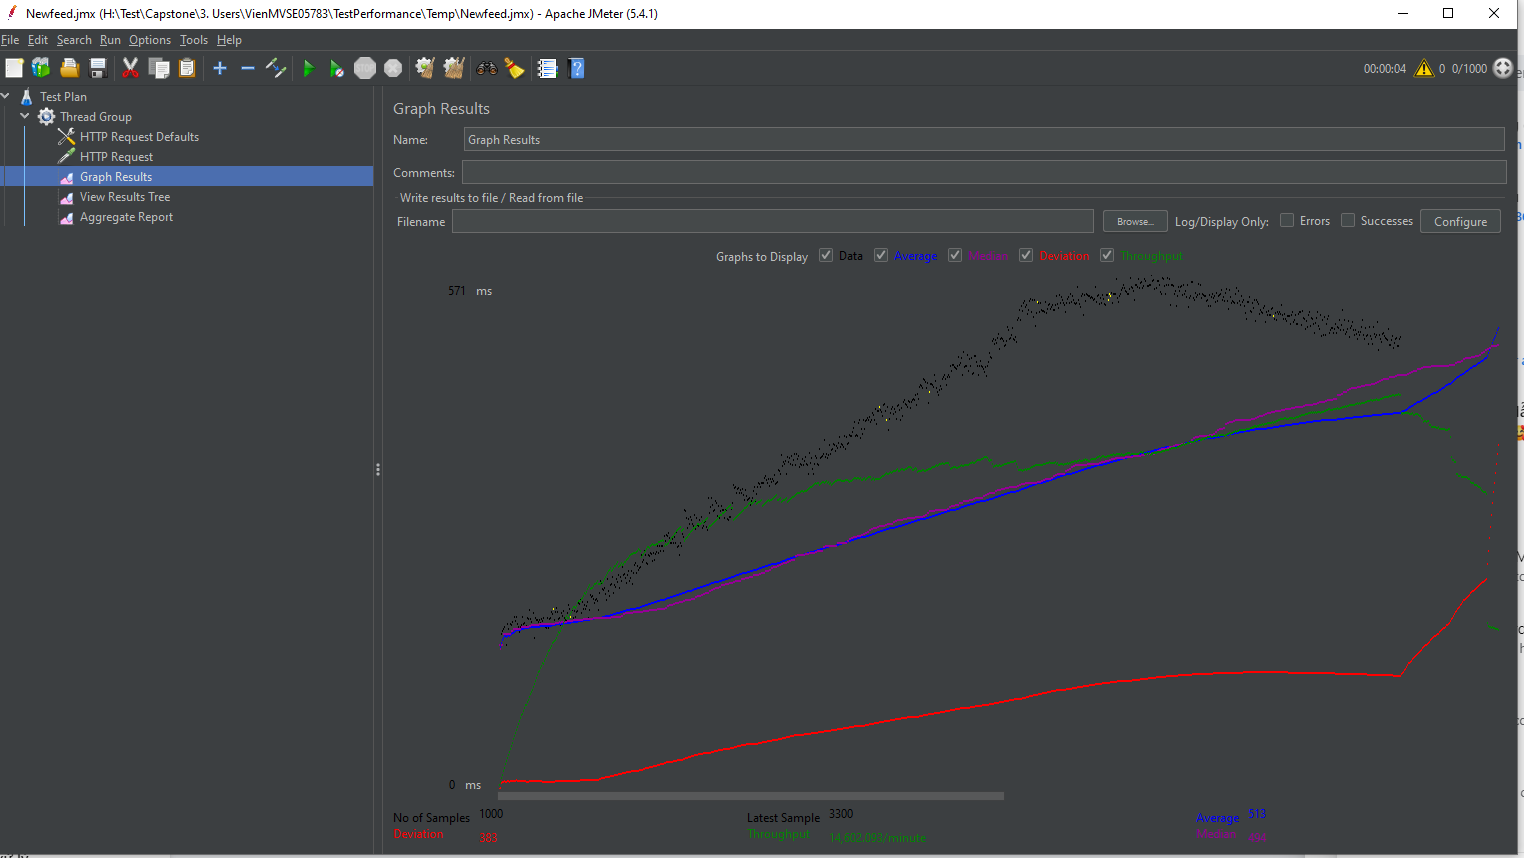 Newfeed.jmx (H:\Test\Capstone\3. Users\VienMVSE05783\TestPerformance\Temp\Newfeed.jmx) - Apache JMeter (5.4.1)
File Edit Search Run Options Tools Help
STOP
00:00:04 0 0/1000
Test Plan
Thread Group
HTTP Request Defaults
HTTP Request
Graph Results
View Results Tree
Aggregate Report
Graph Results
Name: Graph Results
Comments:
Write results to file / Read from file
Filename Browse... Log/Display Only: Errors Successes Configure
Graphs to Display Data Average Median Deviation Throughput
571 ms
0 ms
No of Samples 1000 Latest Sample 3300 Average 513
Deviation 383 Throughput 14,602.093/minute Median